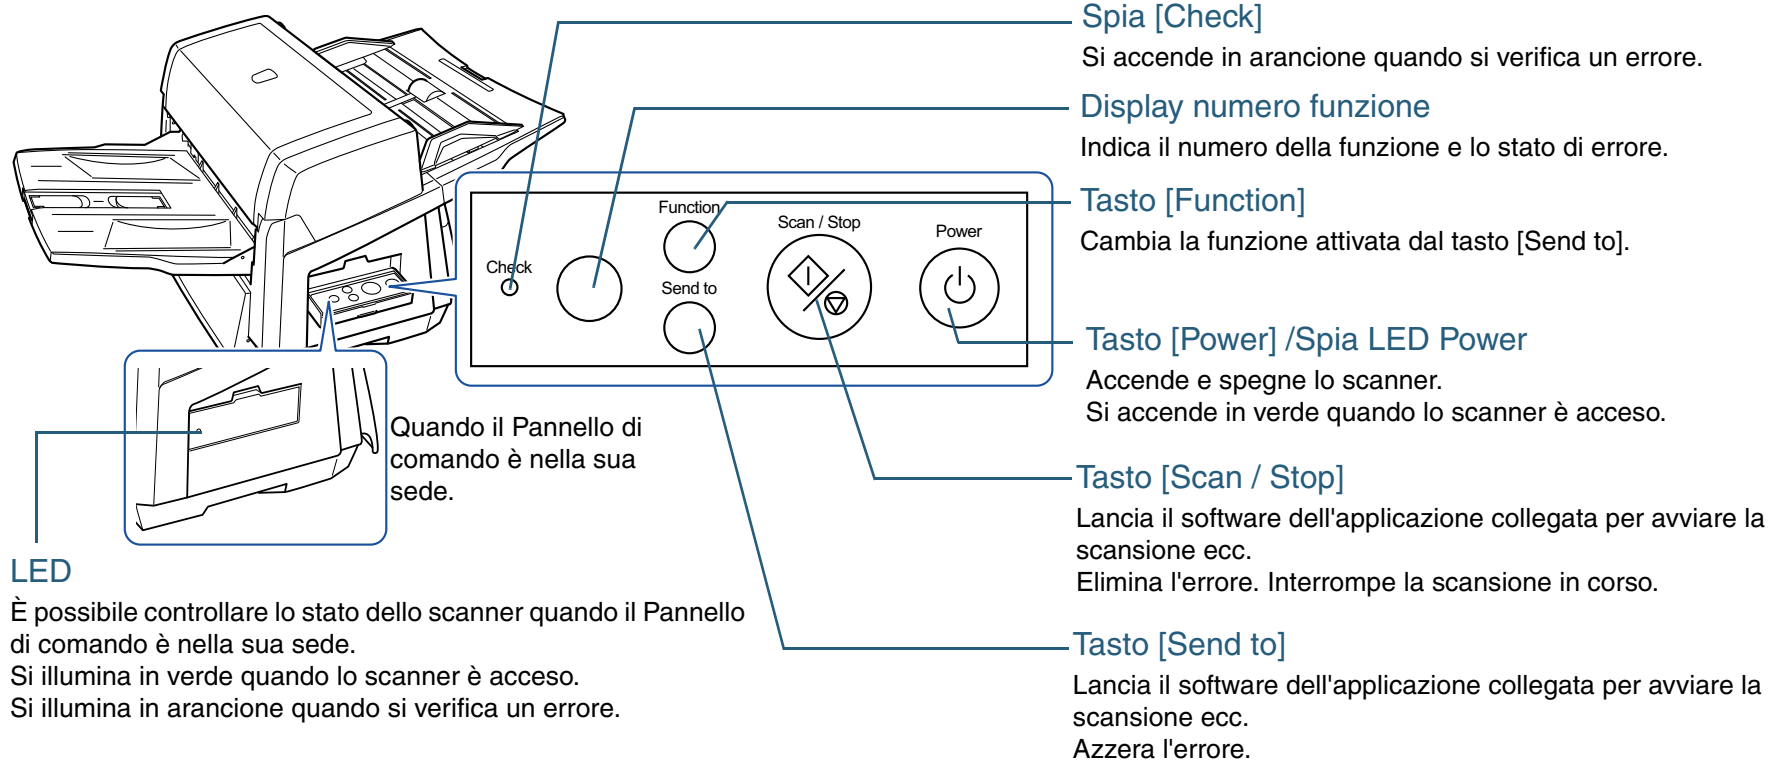 Spia [Check]
Si accende in arancione quando si verifica un errore.
Display numero funzione
Indica il numero della funzione e lo stato di errore.
Tasto [Function]
Cambia la funzione attivata dal tasto [Send to].
Function
Scan / Stop
Power
Check
Send to
Tasto [Power] /Spia LED Power
Accende e spegne lo scanner.
Si accende in verde quando lo scanner è acceso.
Quando il Pannello di
comando è nella sua
sede.
Tasto [Scan / Stop]
Lancia il software dell'applicazione collegata per avviare la
scansione ecc.
Elimina l'errore. Interrompe la scansione in corso.
LED
È possibile controllare lo stato dello scanner quando il Pannello
di comando è nella sua sede.
Si illumina in verde quando lo scanner è acceso.
Si illumina in arancione quando si verifica un errore.
Tasto [Send to]
Lancia il software dell'applicazione collegata per avviare la
scansione ecc.
Azzera l'errore.